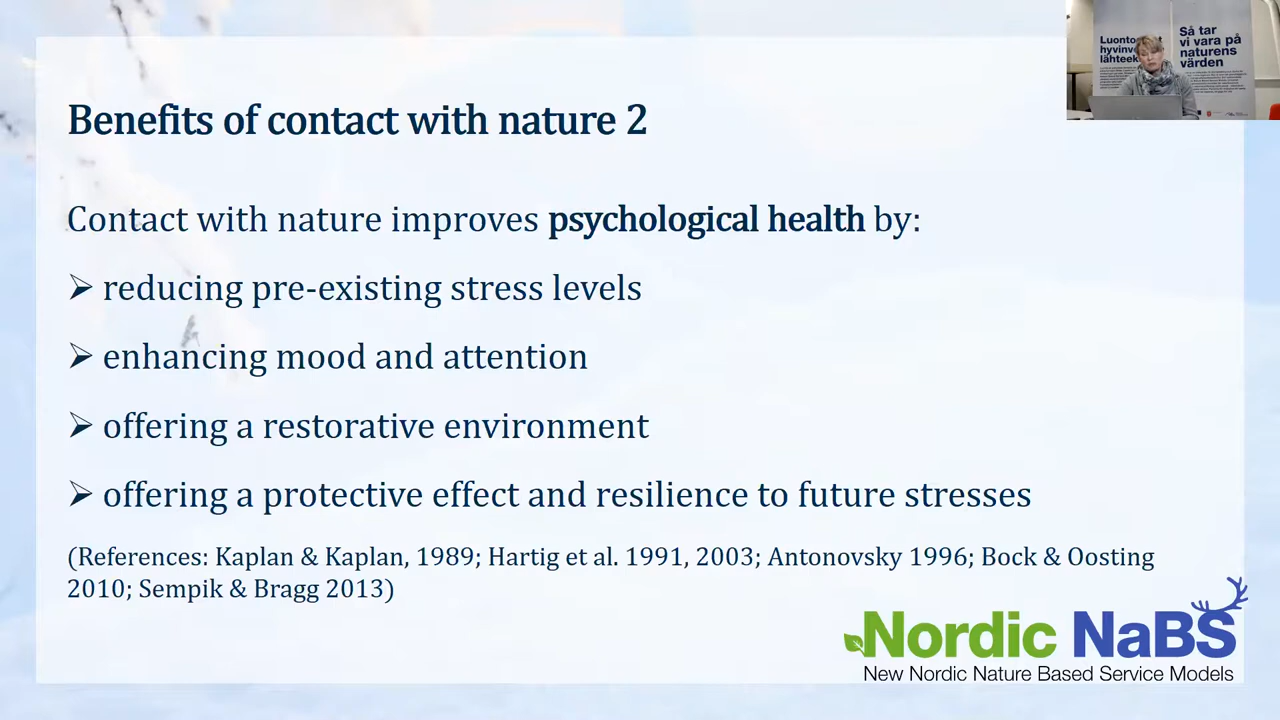 Benefits of contact with nature 2
Contact with nature improves psychological health by:
➢ reducing pre-existing stress levels
➢ enhancing mood and attention
➢ offering a restorative environment
➢ offering a protective effect and resilience to future stresses
(References: Kaplan & Kaplan, 1989; Hartig et al. 1991, 2003; Antonovsky 1996; Bock & Oosting
2010; Sempik & Bragg 2013)
Nordic NaBS
New Nordic Nature Based Service Models
Så tar
vi vara på
naturens
värden